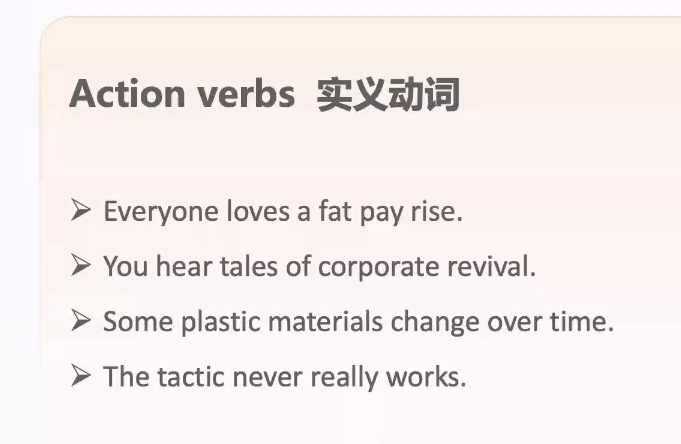 Action verbs 实义动词
➢ Everyone loves a fat pay rise.
➢ You hear tales of corporate revival.
➢ Some plastic materials change over time.
➢ The tactic never really works.